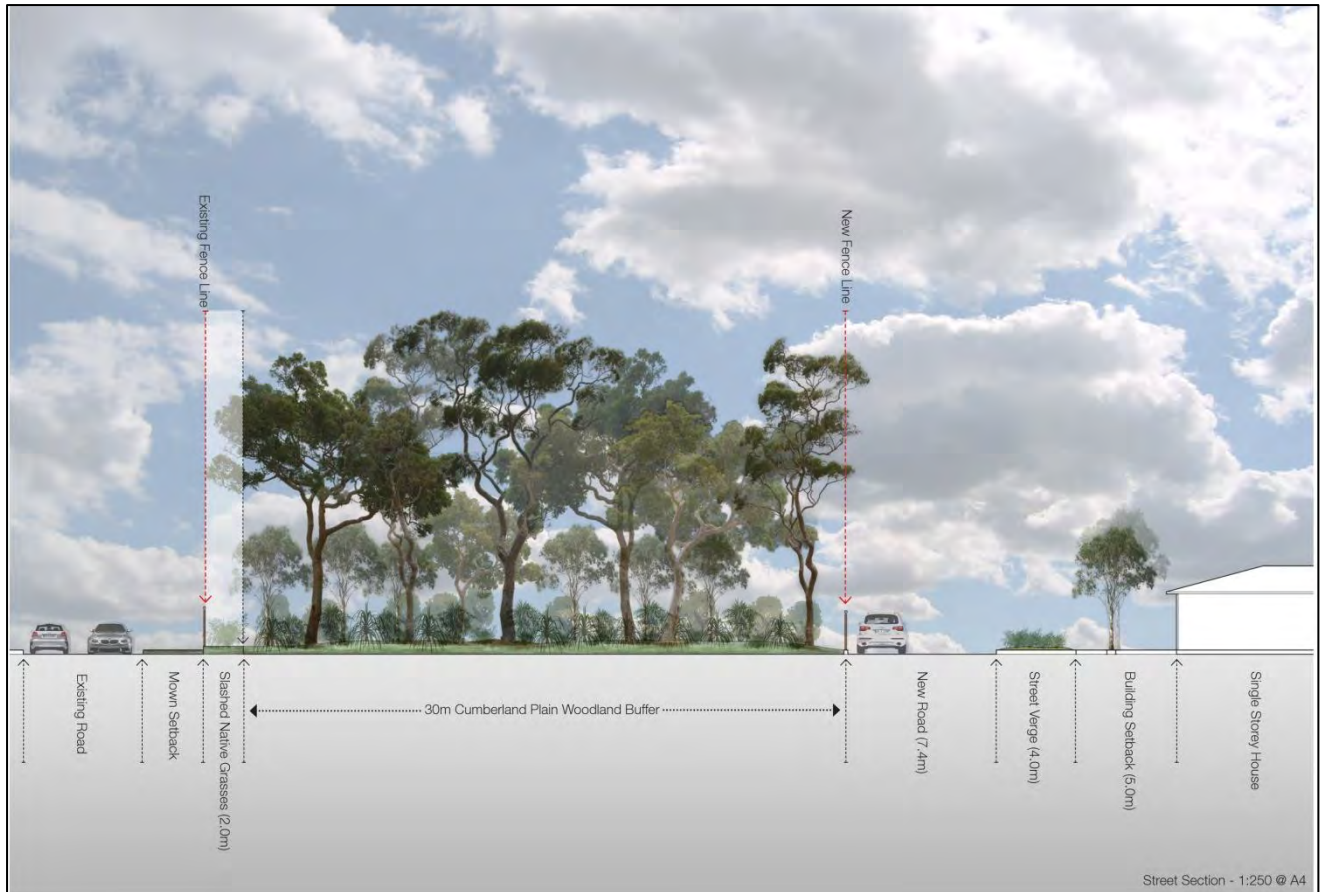 Existing Fence Line
New Fence Line
Existing Road
Mown Setback
Slashed Native Grasses (2.0m)
30m Cumberland Plain Woodland Buffer
New Road (7.4m)
Street Verge (4.0m)
Building Setback (5.0m)
Single Storey House
Street Section - 1:250 @ A4